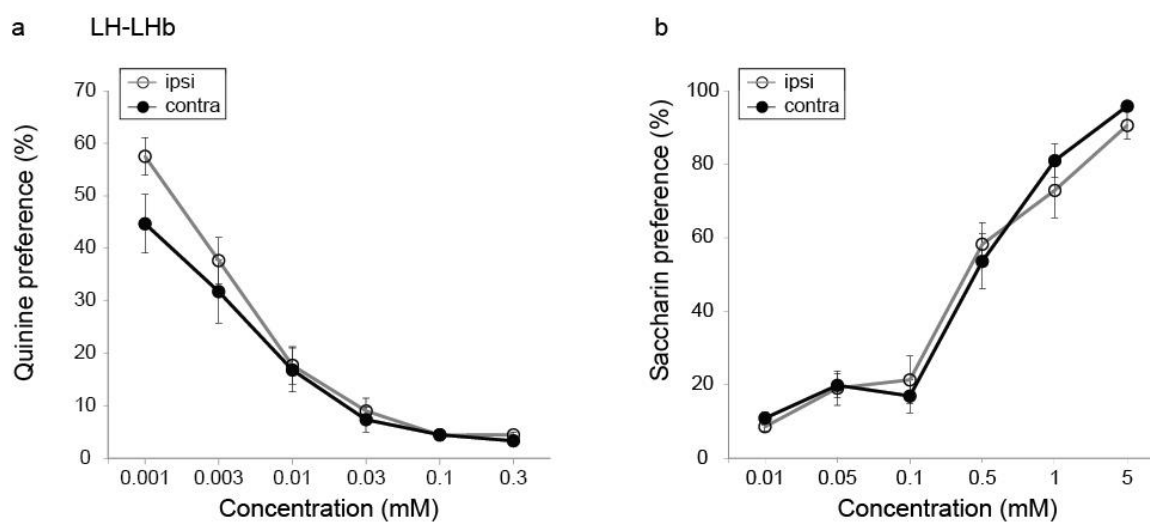 a LH-LHb
ipsi
contra
Quinine preference (%)
70
60
50
40
30
20
10
0
0.001 0.003 0.01 0.03 0.1 0.3
Concentration (mM)
b
ipsi
contra
Saccharin preference (%)
100
80
60
40
20
0
0.01 0.05 0.1 0.5 1 5
Concentration (mM)